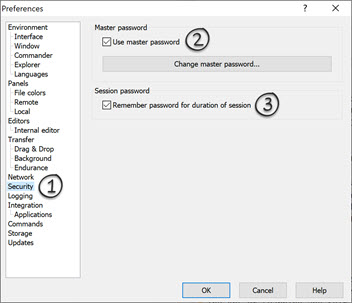 Preferences
Environment
Interface
Window
Commander
Explorer
Languages
Panels
File colors
Remote
Local
Editors
Internal editor
Transfer
Drag & Drop
Background
Endurance
Network
Security
Logging
Integration
Applications
Commands
Storage
Updates
1
Master password
Use master password
2
Change master password...
Session password
Remember password for duration of session
3
OK
Cancel
Help